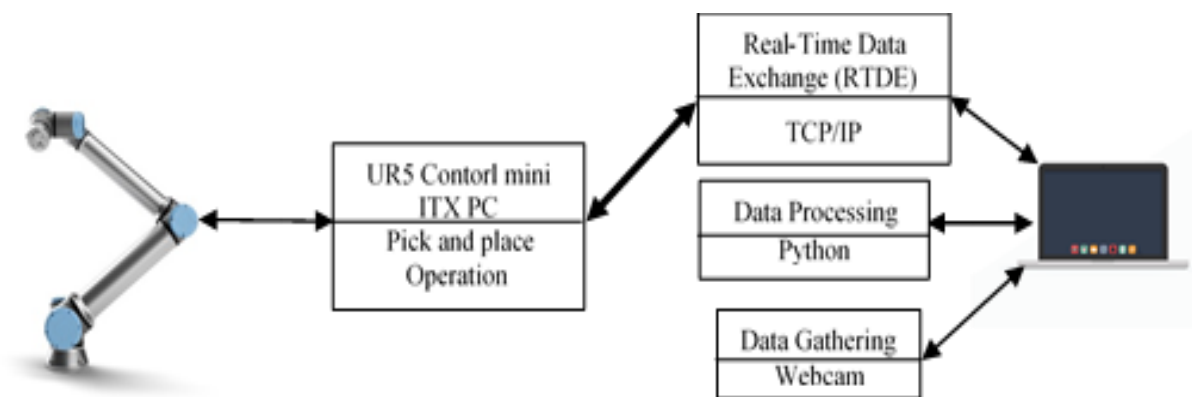 UR5 Contorl mini
ITX PC
Pick and place
Operation
Real-Time Data
Exchange (RTDE)
TCP/IP
Data Processing
Python
Data Gathering
Webcam